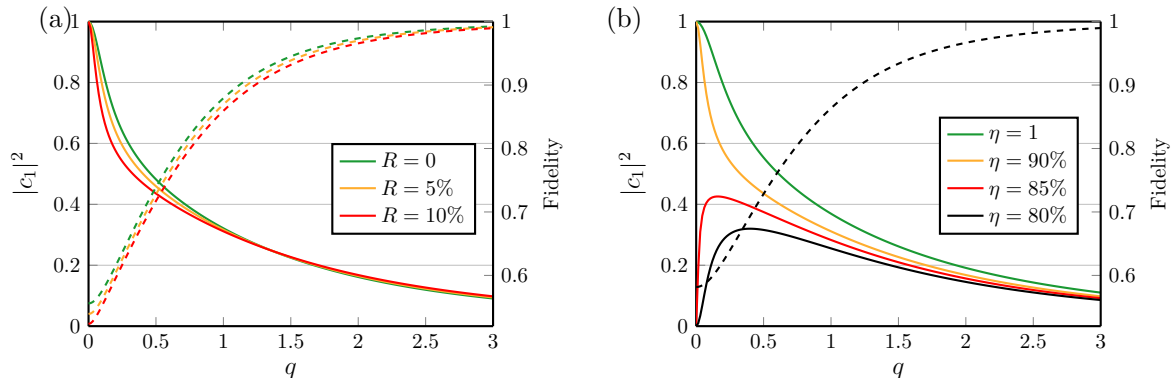 (a)
1
0.8
0.6
0.4
0.2
0
|c₁|²
0
0.5
1
1.5
2
2.5
3
q
1
0.9
0.8
0.7
0.6
Fidelity
R = 0
R = 5%
R = 10%
(b)
1
0.8
0.6
0.4
0.2
0
|c₁|²
0
0.5
1
1.5
2
2.5
3
q
1
0.9
0.8
0.7
0.6
Fidelity
η = 1
η = 90%
η = 85%
η = 80%